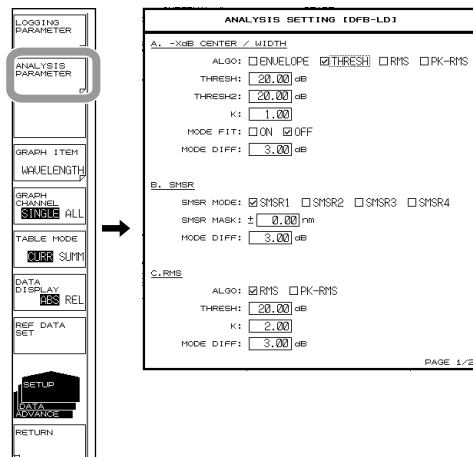 LOGGING
PARAMETER
ANALYSIS
PARAMETER
GRAPH ITEM
WAVELENGTH
GRAPH
CHANNEL
SINGLE ALL
TABLE MODE
CURR SUMM
DATA
DISPLAY
ABS REL
REF DATA
SET
SETUP
DATA
ADVANCE
RETURN
ANALYSIS SETTING [DFB-LD]
A. -XdB CENTER / WIDTH
ALGO: ☐ENVELOPE ☑THRESH ☐RMS ☐PK-RMS
THRESH: 20.00 dB
THRESH2: 20.00 dB
K: 1.00
MODE FIT: ☐ON ☑OFF
MODE DIFF: 3.00 dB
B. SMSR
SMSR MODE: ☑SMSR1 ☐SMSR2 ☐SMSR3 ☐SMSR4
SMSR MASK: ± 0.00 nm
MODE DIFF: 3.00 dB
C.RMS
ALGO: ☑RMS ☐PK-RMS
THRESH: 20.00 dB
K: 2.00
MODE DIFF: 3.00 dB
PAGE 1/2